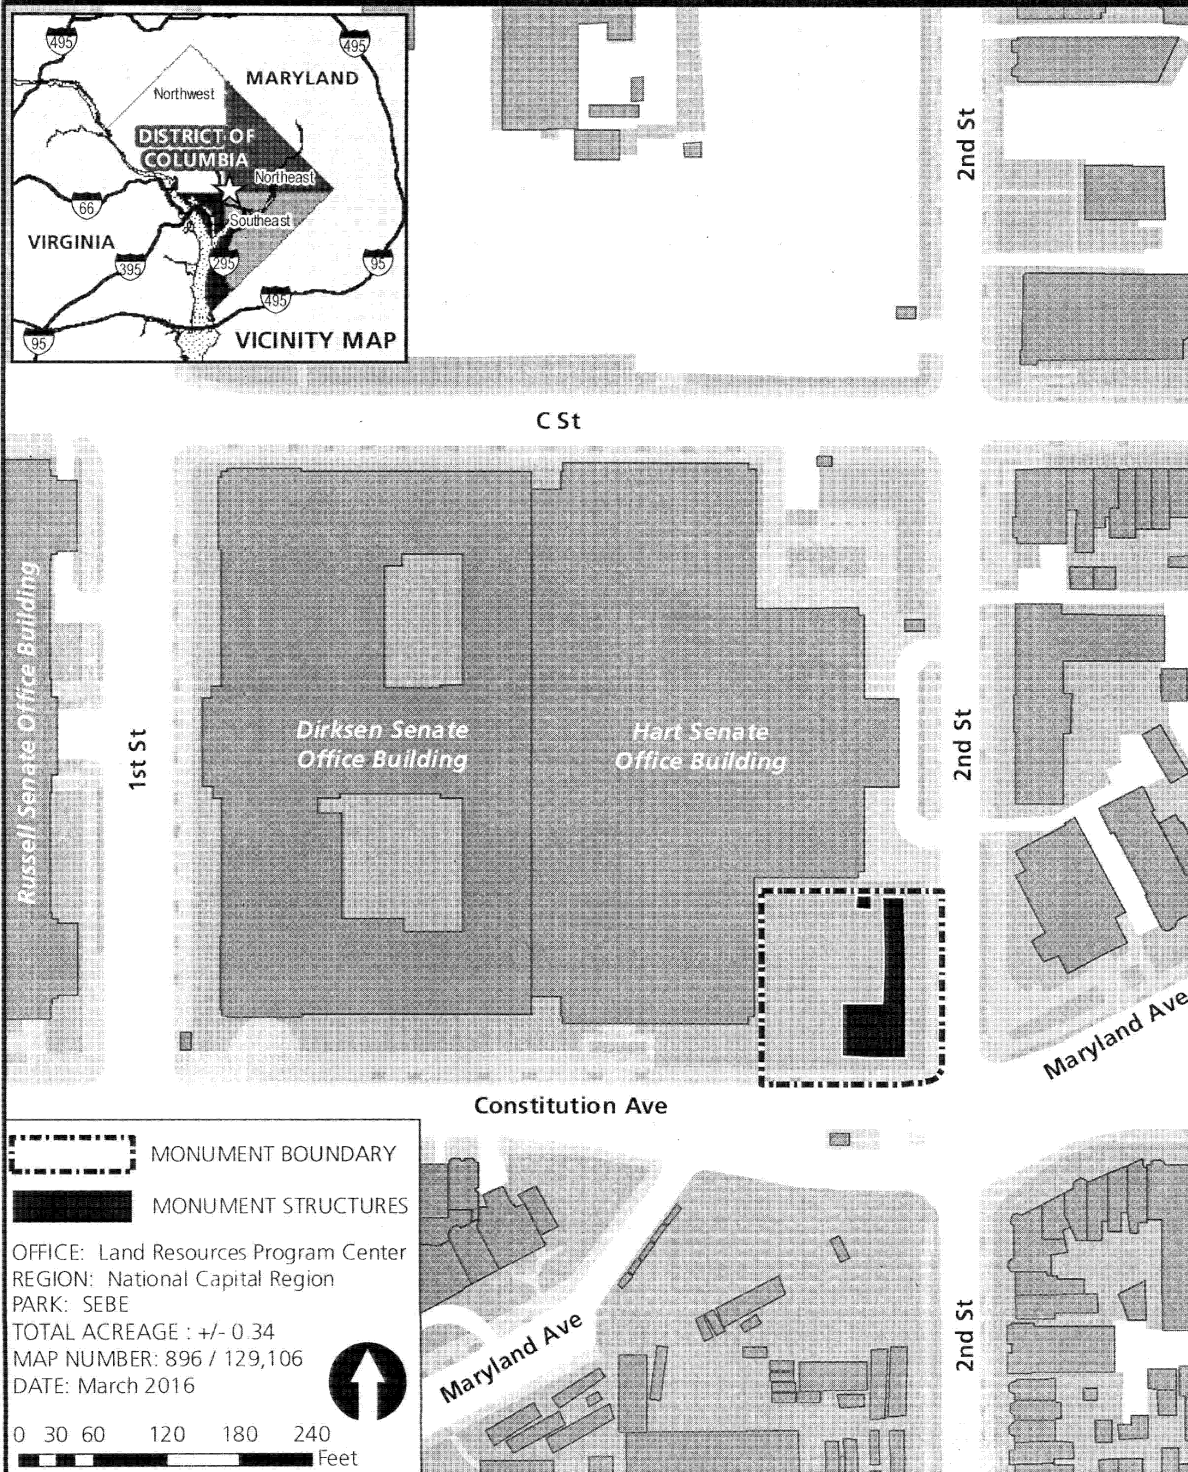 495
495
MARYLAND
Northwest
DISTRICT OF
COLUMBIA
Northeast
66
Southeast
VIRGINIA
395
295
95
495
95
VICINITY MAP
2nd St
C St
Russell Senate Office Building
1st St
Dirksen Senate
Office Building
Hart Senate
Office Building
2nd St
Maryland Ave
Constitution Ave
MONUMENT BOUNDARY
MONUMENT STRUCTURES
OFFICE: Land Resources Program Center
REGION: National Capital Region
PARK: SEBE
TOTAL ACREAGE : +/- 0.34
MAP NUMBER: 896 / 129,106
DATE: March 2016
0 30 60 120 180 240
Feet
Maryland Ave
2nd St